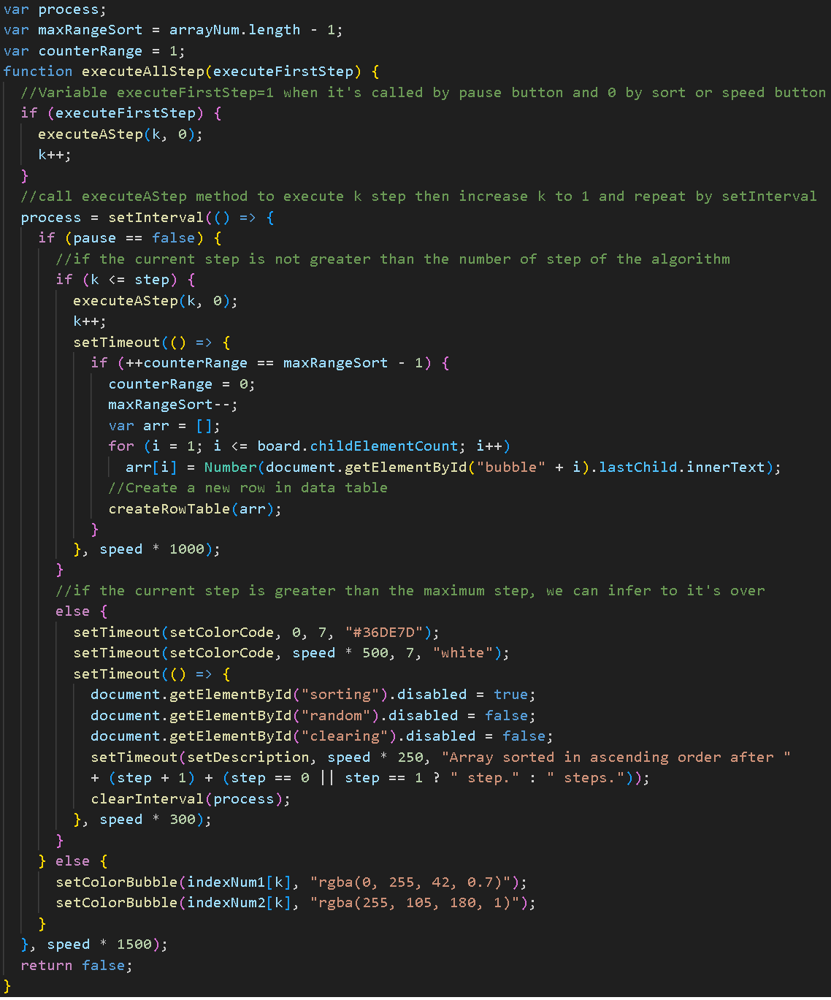 var process;
var maxRangeSort = arrayNum.length - 1;
var counterRange = 1;
function executeAllStep(executeFirstStep) {
  //Variable executeFirstStep=1 when it's called by pause button and 0 by sort or speed button
  if (executeFirstStep) {
    executeAStep(k, 0);
    k++;
  }
  //call executeAStep method to execute k step then increase k to 1 and repeat by setInterval
  process = setInterval(() => {
    if (pause == false) {
      //if the current step is not greater than the number of step of the algorithm
      if (k <= step) {
        executeAStep(k, 0);
        k++;
        setTimeout(() => {
          if (++counterRange == maxRangeSort - 1) {
            counterRange = 0;
            maxRangeSort--;
            var arr = [];
            for (i = 1; i <= board.childElementCount; i++)
              arr[i] = Number(document.getElementById("bubble" + i).lastChild.innerText);
            //Create a new row in data table
            createRowTable(arr);
          }
        }, speed * 1000);
      }
      //if the current step is greater than the maximum step, we can infer to it's over
      else {
        setTimeout(setColorCode, 0, 7, "#36DE7D");
        setTimeout(setColorCode, speed * 500, 7, "white");
        setTimeout(() => {
          document.getElementById("sorting").disabled = true;
          document.getElementById("random").disabled = false;
          document.getElementById("clearing").disabled = false;
          setTimeout(setDescription, speed * 250, "Array sorted in ascending order after "
          + (step + 1) + (step == 0 || step == 1 ? " step." : " steps."));
          clearInterval(process);
        }, speed * 300);
      }
    } else {
      setColorBubble(indexNum1[k], "rgba(0, 255, 42, 0.7)");
      setColorBubble(indexNum2[k], "rgba(255, 105, 180, 1)");
    }
  }, speed * 1500);
  return false;
}